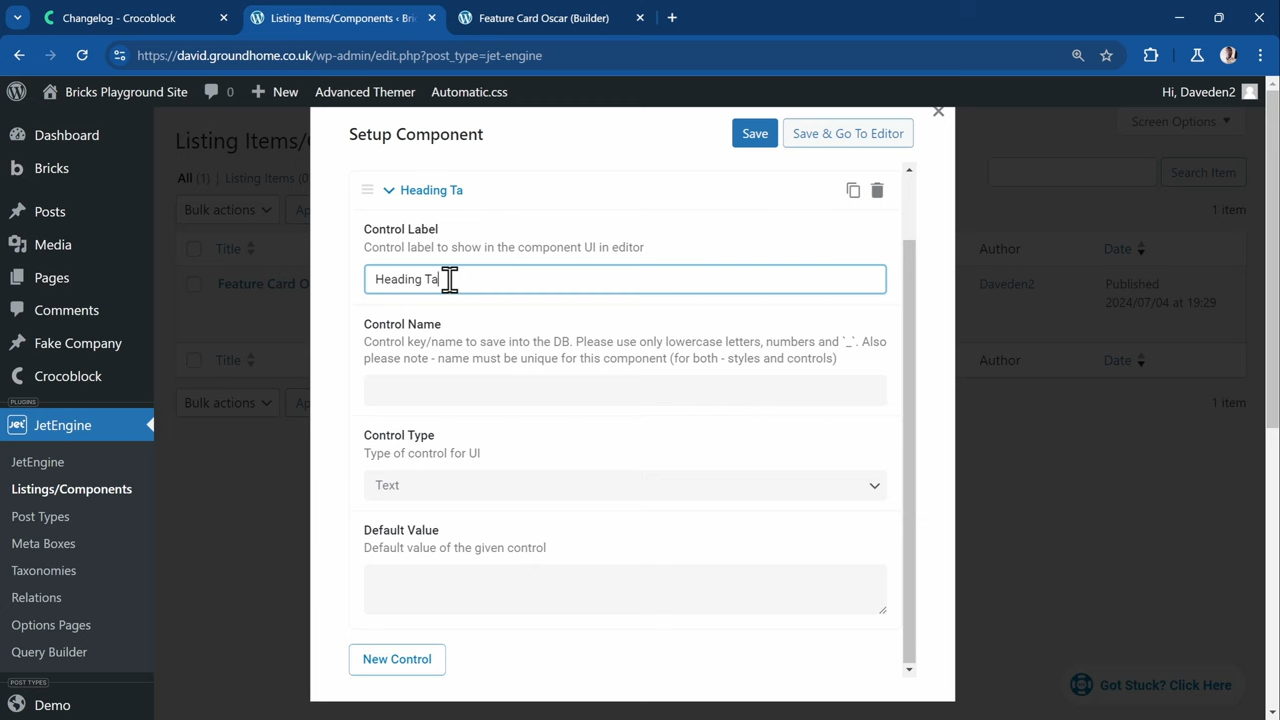 Changelog - Crocoblock
Listing Items/Components ‹ Bric
Feature Card Oscar (Builder)
https://david.groundhome.co.uk/wp-admin/edit.php?post_type=jet-engine
Bricks Playground Site
0
New
Advanced Themer
Automatic.css
Hi, Daveden2
Dashboard
Bricks
Posts
Media
Pages
Comments
Fake Company
Crocoblock
PLUGINS
JetEngine
JetEngine
Listings/Components
Post Types
Meta Boxes
Taxonomies
Relations
Options Pages
Query Builder
POST TYPES
Demo
Listing Items/
Screen Options
All (1) | Listing Items (0
Search Item
Bulk actions
Ap
1 item
Title
Author
Date
Feature Card O
Daveden2
Published
2024/07/04 at 19:29
Title
Author
Date
Bulk actions
Ap
1 item
Setup Component
Save
Save & Go To Editor
Heading Ta
Control Label
Control label to show in the component UI in editor
Heading Ta
Control Name
Control key/name to save into the DB. Please use only lowercase letters, numbers and `_`. Also
please note - name must be unique for this component (for both - styles and controls)
Control Type
Type of control for UI
Text
Default Value
Default value of the given control
New Control
Got Stuck? Click Here